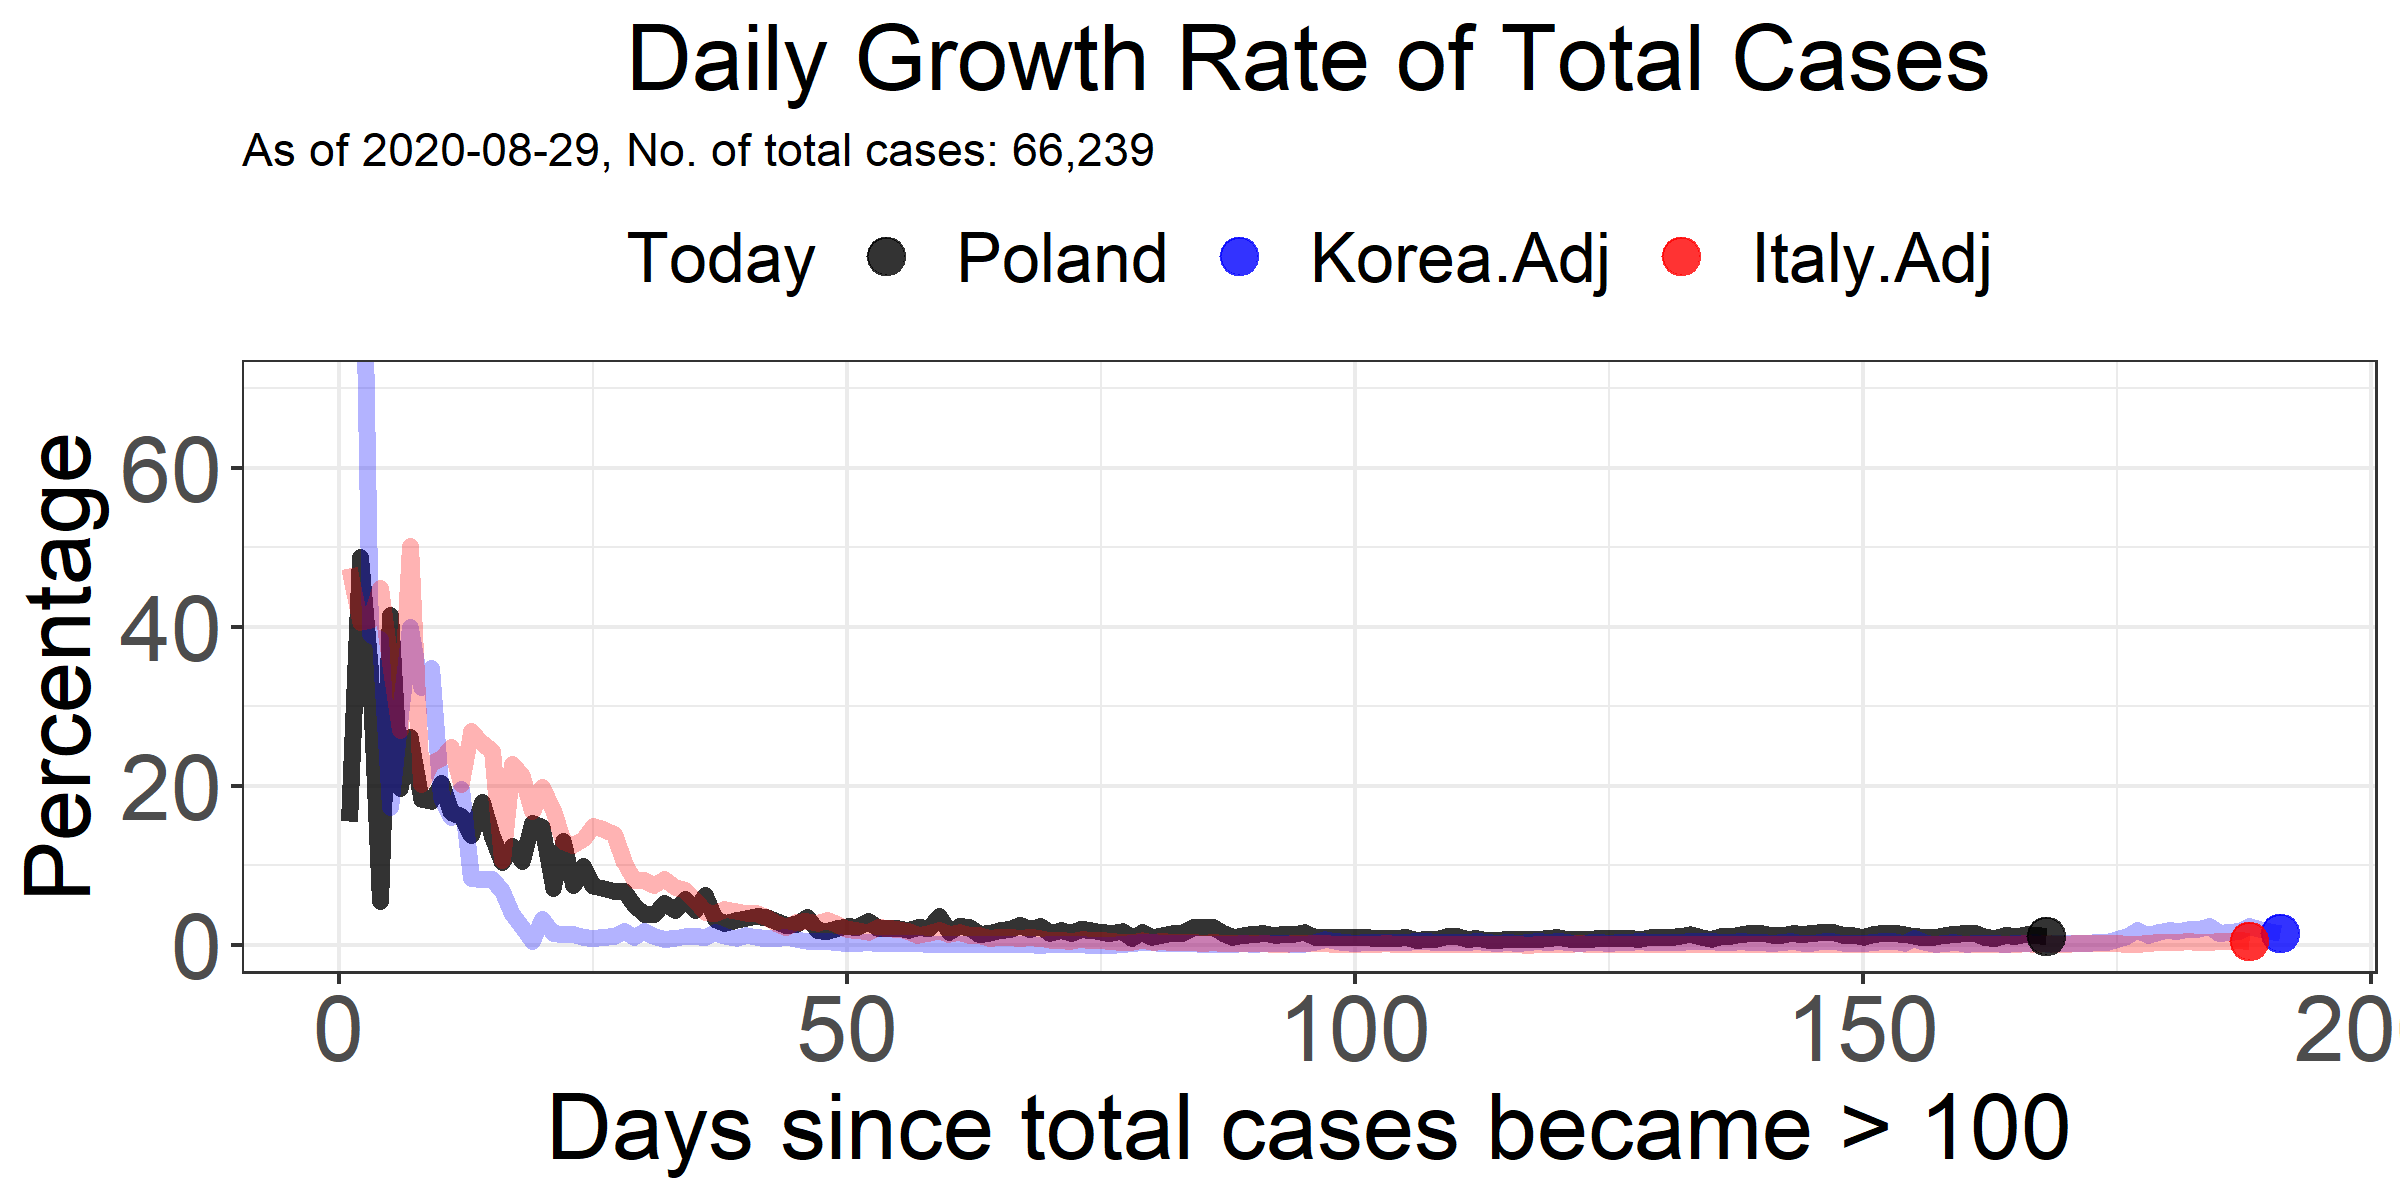 Daily Growth Rate of Total Cases
As of 2020-08-29, No. of total cases: 66,239
Today Poland Korea.Adj Italy.Adj
Percentage
60
40
20
0
0 50 100 150 20
Days since total cases became > 100